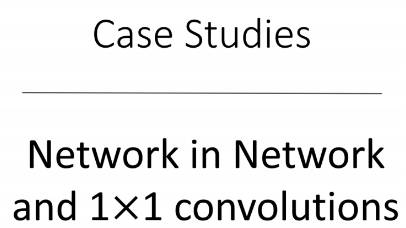 Case Studies
Network in Network
and 1×1 convolutions